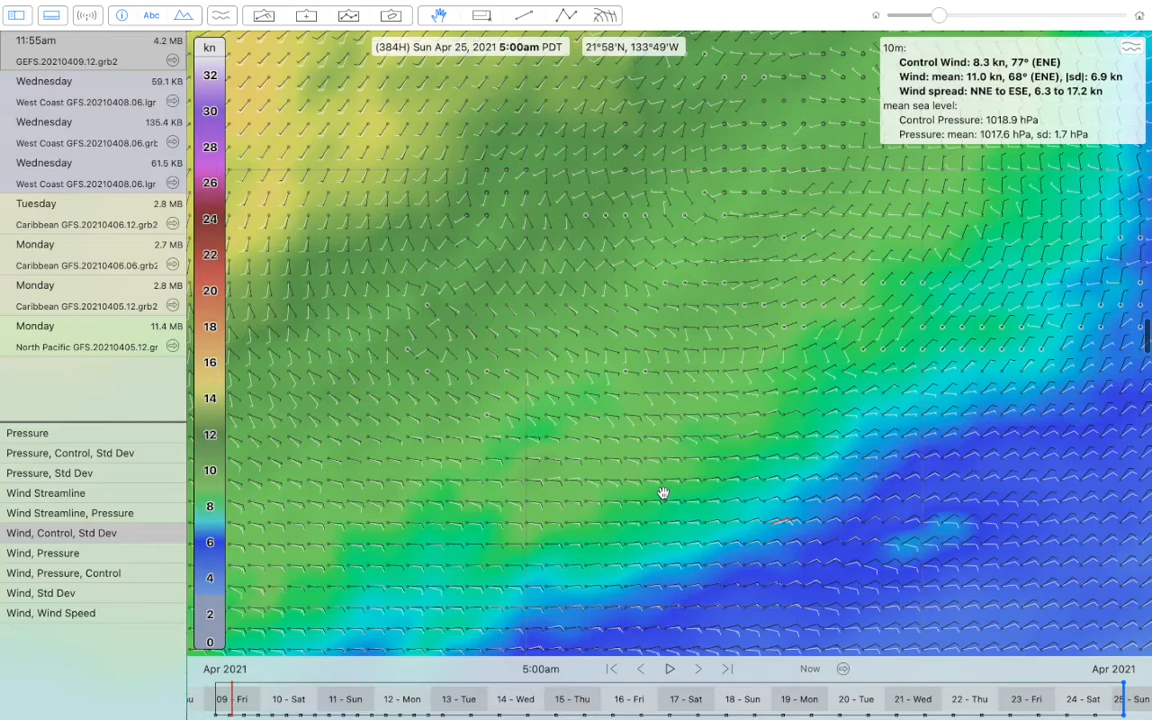 Abc
11:55am 4.2 MB
GEFS.20210409.12.grb2
Wednesday 59.1 KB
West Coast GFS.20210408.06.lgr
Wednesday 135.4 KB
West Coast GFS.20210408.06.grt
Wednesday 61.5 KB
West Coast GFS.20210408.06.lgr
Tuesday 2.8 MB
Caribbean GFS.20210406.12.grb2
Monday 2.7 MB
Caribbean GFS.20210406.06.grb2
Monday 2.8 MB
Caribbean GFS.20210405.12.grb2
Monday 11.4 MB
North Pacific GFS.20210405.12.gr
Pressure
Pressure, Control, Std Dev
Pressure, Std Dev
Wind Streamline
Wind Streamline, Pressure
Wind, Control, Std Dev
Wind, Pressure
Wind, Pressure, Control
Wind, Std Dev
Wind, Wind Speed
kn
32
30
28
26
24
22
20
18
16
14
12
10
8
6
4
2
0
(384H) Sun Apr 25, 2021 5:00am PDT
21°58'N, 133°49'W
10m:
Control Wind: 8.3 kn, 77° (ENE)
Wind: mean: 11.0 kn, 68° (ENE), |sd|: 6.9 kn
Wind spread: NNE to ESE, 6.3 to 17.2 kn
mean sea level:
Control Pressure: 1018.9 hPa
Pressure: mean: 1017.6 hPa, sd: 1.7 hPa
Apr 2021 5:00am Now Apr 2021
09 - Fri 10 - Sat 11 - Sun 12 - Mon 13 - Tue 14 - Wed 15 - Thu 16 - Fri 17 - Sat 18 - Sun 19 - Mon 20 - Tue 21 - Wed 22 - Thu 23 - Fri 24 - Sat 25 - Sun